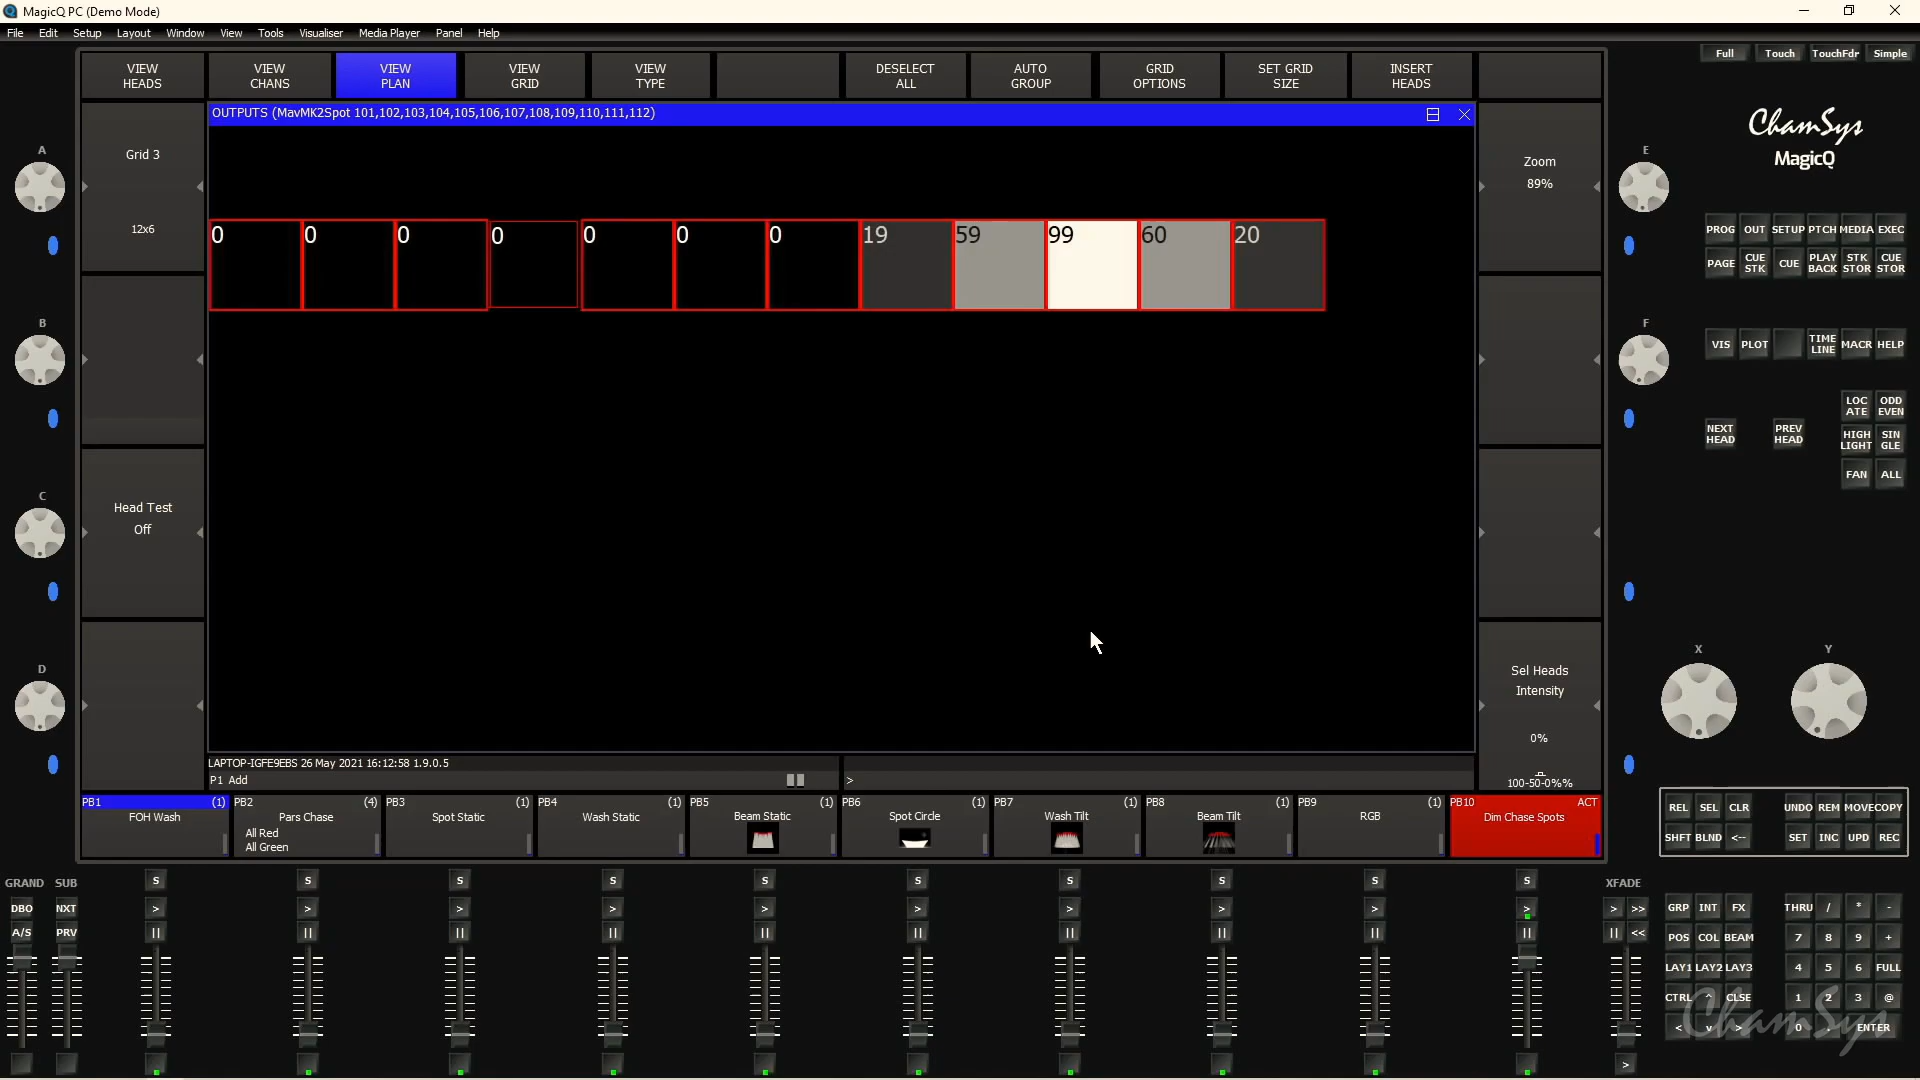 MagicQ PC (Demo Mode)
File Edit Setup Layout Window View Tools Visualiser Media Player Panel Help
Full Touch TouchFdr Simple
VIEW HEADS
VIEW CHANS
VIEW PLAN
VIEW GRID
VIEW TYPE
DESELECT ALL
AUTO GROUP
GRID OPTIONS
SET GRID SIZE
INSERT HEADS
OUTPUTS (MavMK2Spot 101,102,103,104,105,106,107,108,109,110,111,112)
ChamSys
MagicQ
A
Grid 3
12x6
B
C
Head Test
Off
D
0 0 0 0 0 0 0 19 59 99 60 20
Zoom
89%
E
F
Sel Heads
Intensity
0%
100-50-0%%
X Y
PROG OUT SETUP PTCH MEDIA EXEC
PAGE CUE STK CUE PLAY BACK STK STOR CUE STOR
VIS PLOT TIME LINE MACR HELP
LOC ATE ODD EVEN
NEXT HEAD PREV HEAD HIGH LIGHT SIN GLE
FAN ALL
LAPTOP-IGFE9EBS 26 May 2021 16:12:58 1.9.0.5
P1 Add
>
PB1 (1) FOH Wash
PB2 (4) Pars Chase
All Red
All Green
PB3 (1) Spot Static
PB4 (1) Wash Static
PB5 (1) Beam Static
PB6 (1) Spot Circle
PB7 (1) Wash Tilt
PB8 (1) Beam Tilt
PB9 (1) RGB
PB10 ACT Dim Chase Spots
REL SEL CLR UNDO REM MOVE COPY
SHFT BLND <-- SET INC UPD REC
GRAND SUB
DBO NXT
A/S PRV
S S S S S S S S S S
> > > > > > > > > >
|| || || || || || || || || ||
XFADE
> >>
|| <<
>
GRP INT FX THRU / * -
POS COL BEAM 7 8 9 +
LAY1 LAY2 LAY3 4 5 6 FULL
CTRL ^ CLSE 1 2 3 @
< v > 0 . ENTER
ChamSys